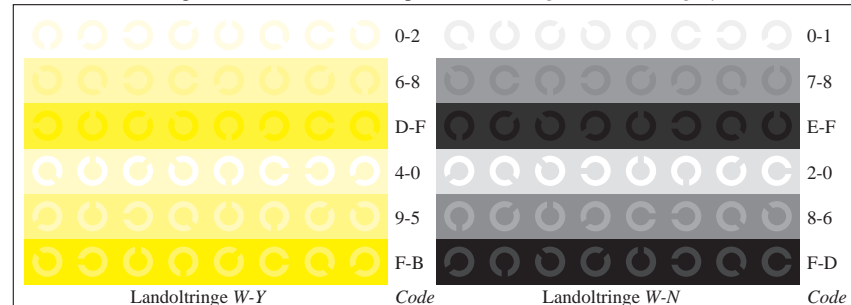 0-2 0-1
6-8 7-8
D-F E-F
4-0 2-0
9-5 8-6
F-B F-D
Landoltringe W-Y Code Landoltringe W-N Code